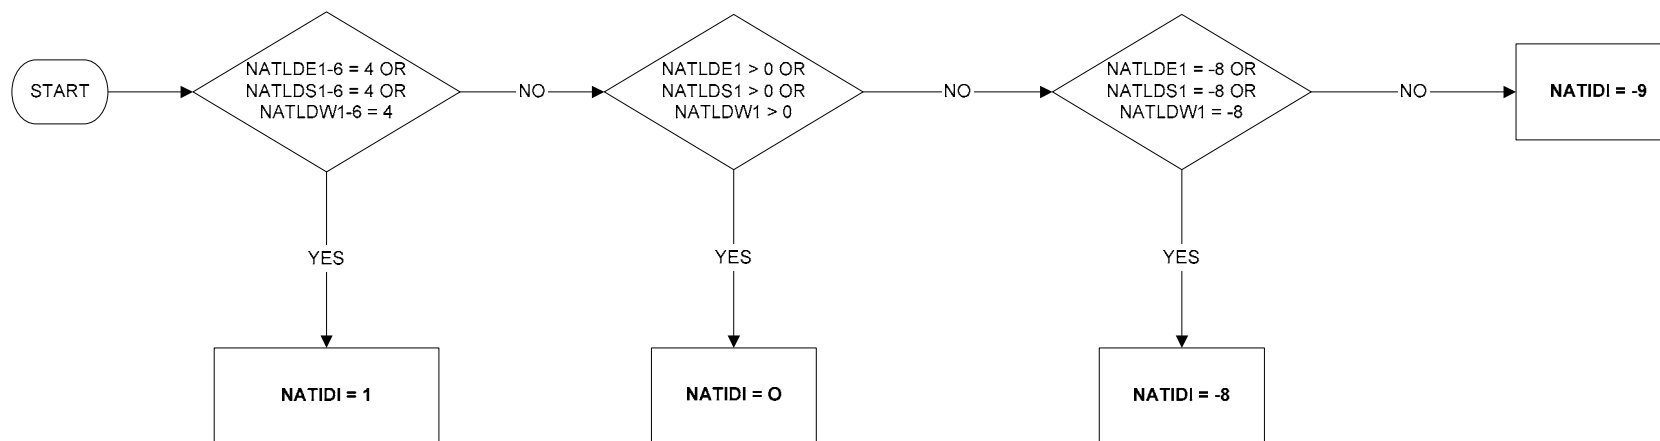 START
NATLDE1-6 = 4 OR
NATLDS1-6 = 4 OR
NATLDW1-6 = 4
NO
NATLDE1 > 0 OR
NATLDS1 > 0 OR
NATLDW1 > 0
NO
NATLDE1 = -8 OR
NATLDS1 = -8 OR
NATLDW1 = -8
NO
NATIDI = -9
YES
YES
YES
NATIDI = 1
NATIDI = O
NATIDI = -8